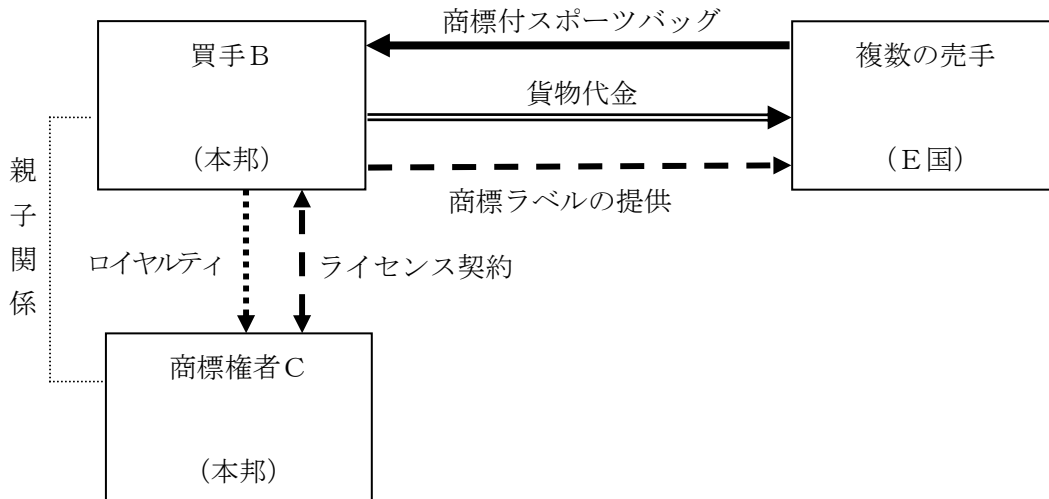 商標付スポーツバッグ
買手B
複数の売手
貨物代金
(本邦)
(E国)
商標ラベルの提供
親子関係
ロイヤルティ
ライセンス契約
商標権者C
(本邦)